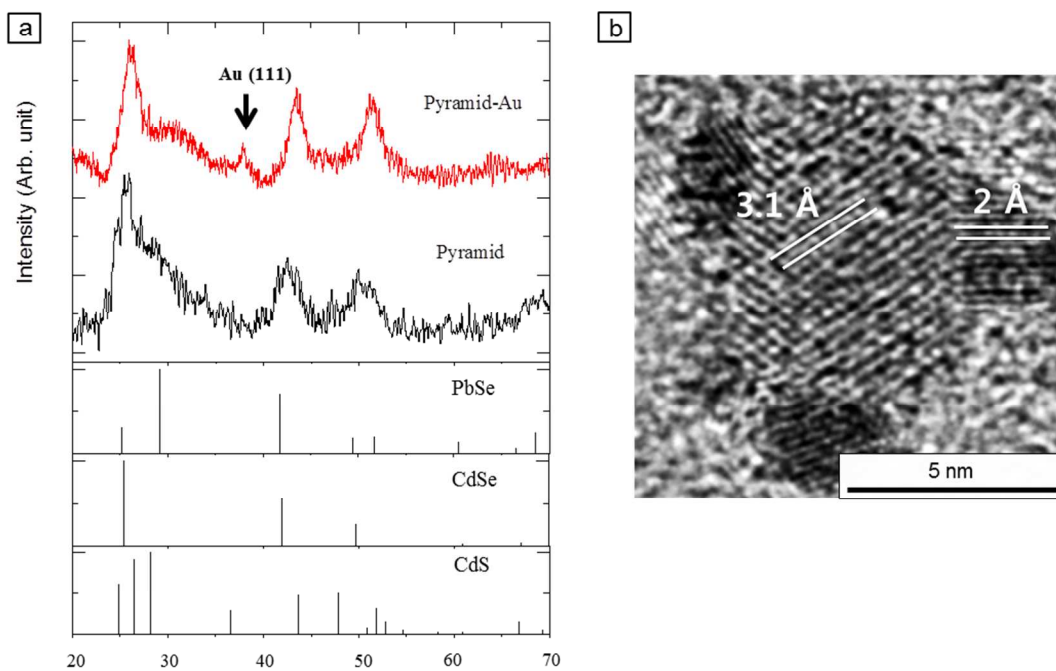 a
Intensity (Arb. unit)
Au (111)
Pyramid-Au
Pyramid
PbSe
CdSe
CdS
20 30 40 50 60 70
b
3.1 Å
2 Å
5 nm